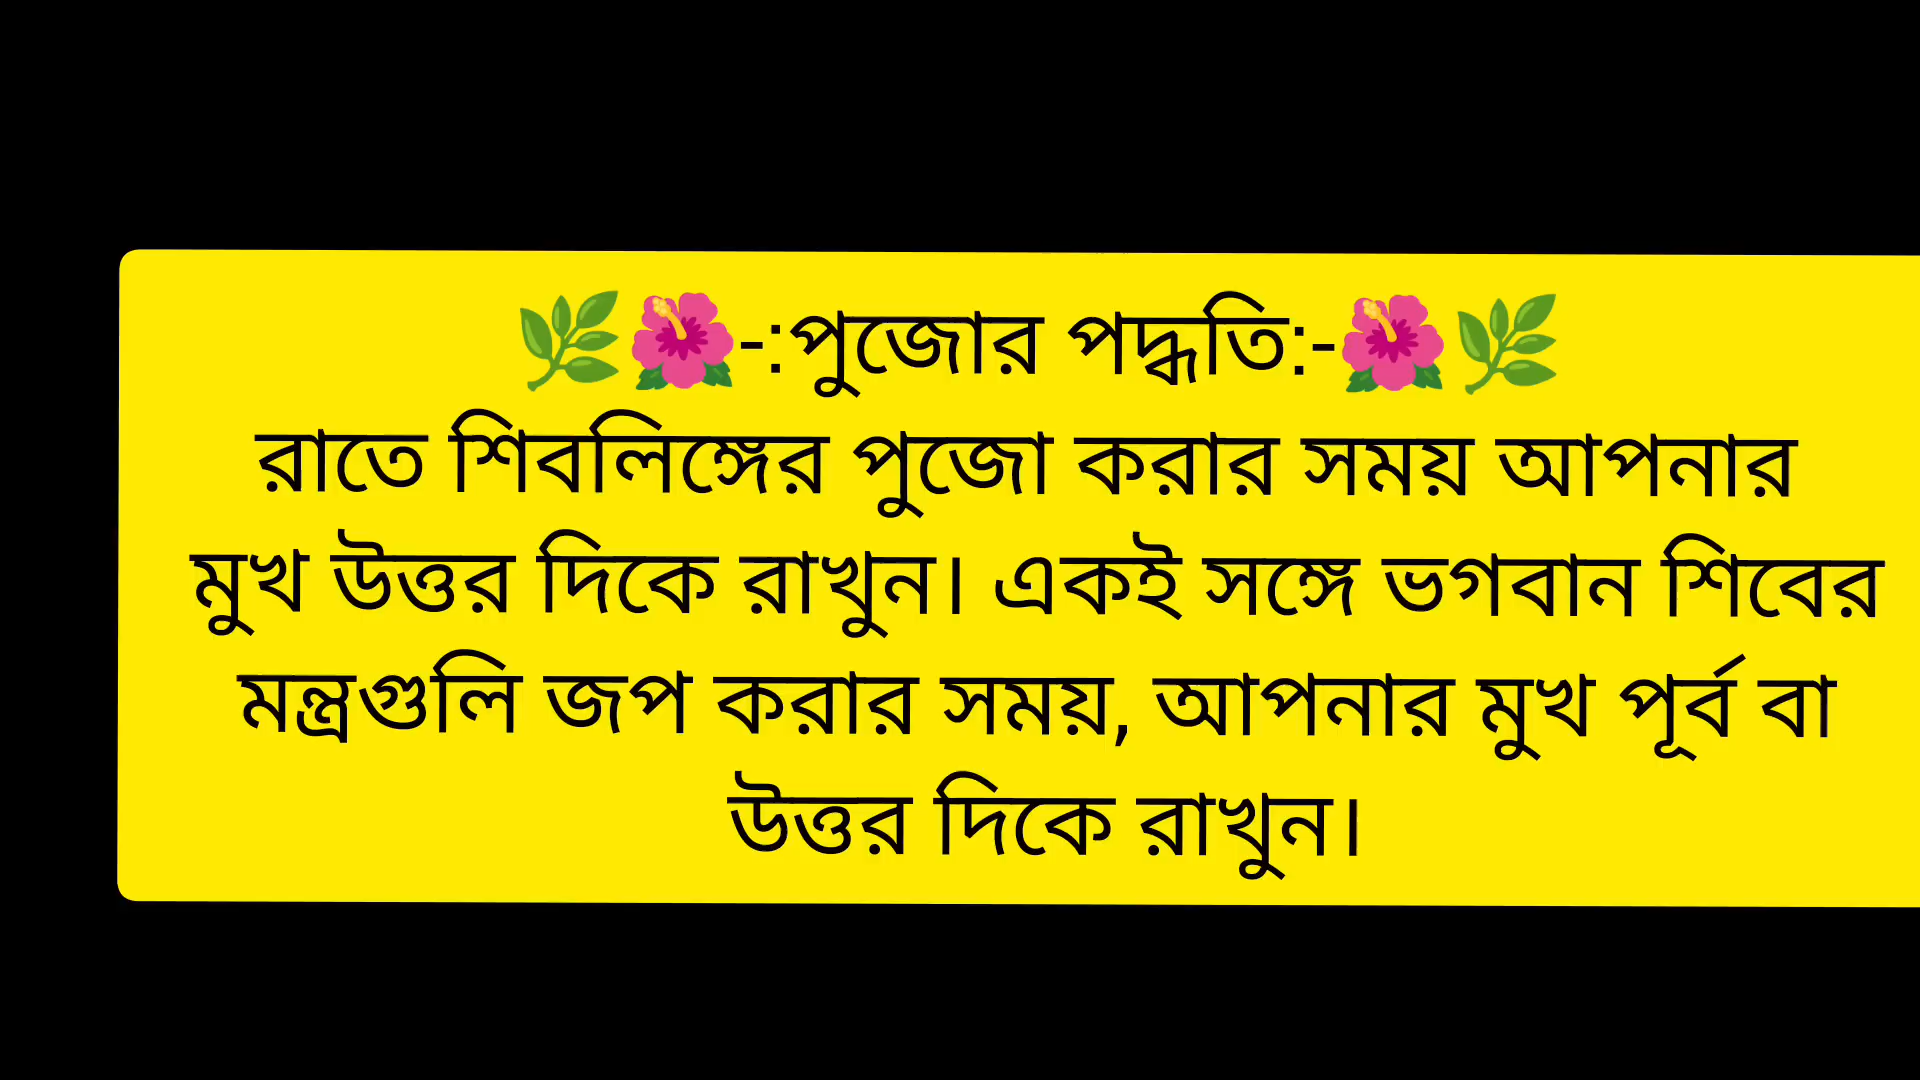 🌿🌺-:পুজোর পদ্ধতি:-🌺🌿
রাতে শিবলিঙ্গের পুজো করার সময় আপনার
মুখ উত্তর দিকে রাখুন। একই সঙ্গে ভগবান শিবের
মন্ত্রগুলি জপ করার সময়, আপনার মুখ পূর্ব বা
উত্তর দিকে রাখুন।